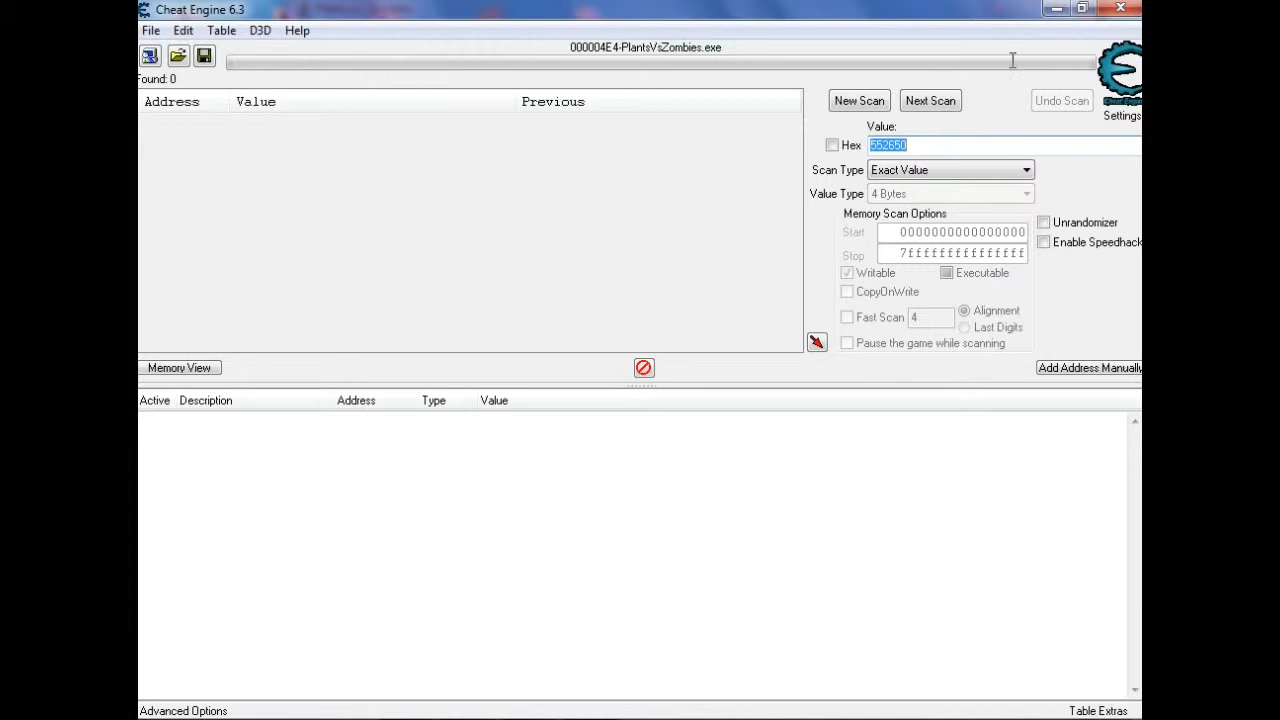 Cheat Engine 6.3
File Edit Table D3D Help
000004E4-PlantsVsZombies.exe
Found: 0
Address Value Previous
New Scan Next Scan Undo Scan
Cheat Engine
Settings
Value:
Hex 552650
Scan Type Exact Value
Value Type 4 Bytes
Memory Scan Options
Start 0000000000000000
Stop 7fffffffffffffff
Writable Executable
CopyOnWrite
Fast Scan 4 Alignment
Last Digits
Pause the game while scanning
Unrandomizer
Enable Speedhack
Memory View Add Address Manually
Active Description Address Type Value
Advanced Options Table Extras